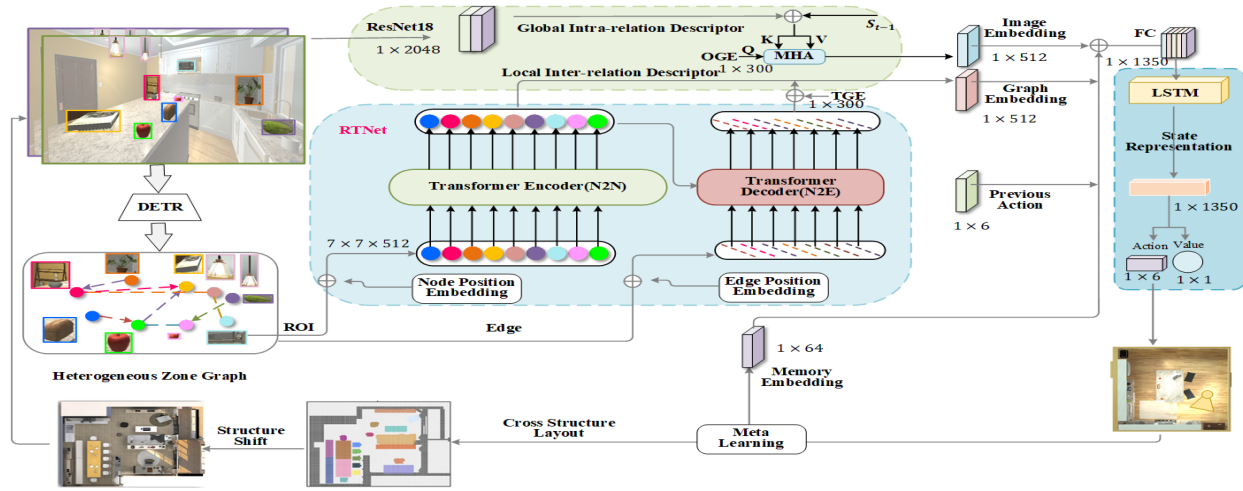 ResNet18
1 × 2048
Global Intra-relation Descriptor
S_{t-1}
K
V
OGE
Q
MHA
1 × 300
Local Inter-relation Descriptor
TGE
1 × 300
Image
Embedding
1 × 512
Graph
Embedding
1 × 512
FC
1 × 1350
LSTM
State
Representation
1 × 1350
Action
Value
1 × 6
1 × 1
Previous
Action
1 × 6
RTNet
Transformer Encoder(N2N)
Transformer
Decoder(N2E)
7 × 7 × 512
Node Position
Embedding
Edge Position
Embedding
DETR
ROI
Edge
Heterogeneous Zone Graph
1 × 64
Memory
Embedding
Meta
Learning
Cross Structure
Layout
Structure
Shift